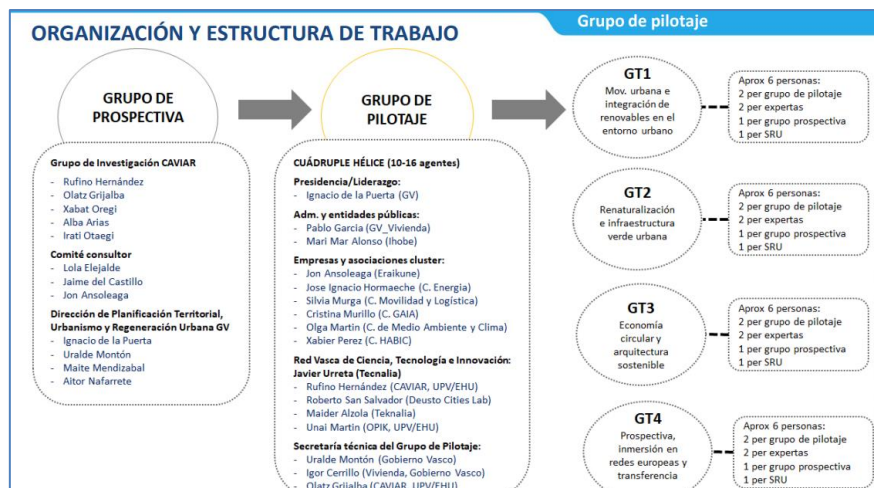 ORGANIZACIÓN Y ESTRUCTURA DE TRABAJO
Grupo de pilotaje
GRUPO DE
PROSPECTIVA
Grupo de Investigación CAVIAR
- Rufino Hernández
- Olatz Grijalba
- Xabat Oregi
- Alba Arias
- Irati Otaegi
Comité consultor
- Lola Elejalde
- Jaime del Castillo
- Jon Ansoleaga
Dirección de Planificación Territorial,
Urbanismo y Regeneración Urbana GV
- Ignacio de la Puerta
- Uralde Montón
- Maite Mendizabal
- Aitor Nafarrete
GRUPO DE
PILOTAJE
CUÁDRUPLE HÉLICE (10-16 agentes)
Presidencia/Liderazgo:
- Ignacio de la Puerta (GV)
Adm. y entidades públicas:
- Pablo Garcia (GV_Vivienda)
- Mari Mar Alonso (Ihobe)
Empresas y asociaciones cluster:
- Jon Ansoleaga (Eraikune)
- Jose Ignacio Hormaeche (C. Energia)
- Silvia Murga (C. Movilidad y Logística)
- Cristina Murillo (C. GAIA)
- Olga Martin (C. de Medio Ambiente y Clima)
- Xabier Perez (C. HABIC)
Red Vasca de Ciencia, Tecnología e Innovación:
Javier Urreta (Tecnalia)
- Rufino Hernández (CAVIAR, UPV/EHU)
- Roberto San Salvador (Deusto Cities Lab)
- Maider Alzola (Teknalia)
- Unai Martin (OPIK, UPV/EHU)
Secretaría técnica del Grupo de Pilotaje:
- Uralde Montón (Gobierno Vasco)
- Igor Cerrillo (Vivienda, Gobierno Vasco)
- Olatz Grijalba (CAVIAR, UPV/EHU)
GT1
Mov. urbana e
integración de
renovables en el
entorno urbano
Aprox 6 personas:
2 per grupo de pilotaje
2 per expertas
1 per grupo prospectiva
1 per SRU
GT2
Renaturalización
e infraestructura
verde urbana
Aprox 6 personas:
2 per grupo de pilotaje
2 per expertas
1 per grupo prospectiva
1 per SRU
GT3
Economía
circular y
arquitectura
sostenible
Aprox 6 personas:
2 per grupo de pilotaje
2 per expertas
1 per grupo prospectiva
1 per SRU
GT4
Prospectiva,
inmersión en
redes europeas y
transferencia
Aprox 6 personas:
2 per grupo de pilotaje
2 per expertas
1 per grupo prospectiva
1 per SRU